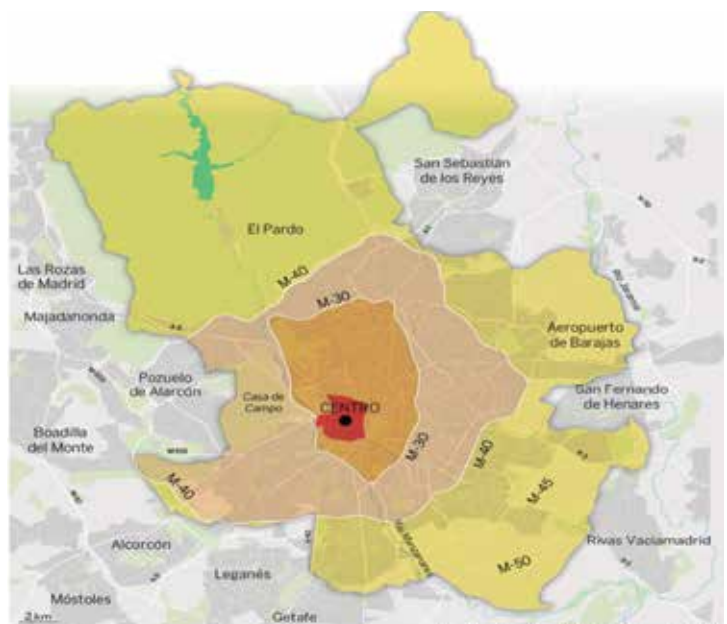 San Sebastián
de los Reyes
El Pardo
M-40
Las Rozas
de Madrid
M-30
Majadahonda
Aeropuerto
de Barajas
Pozuelo
de Alarcón
Casa de
Campo
CENTRO
San Fernando
de Henares
Boadilla
del Monte
M-30
M-40
M-40
M-45
Alcorcón
Rivas Vaciamadrid
M-50
Leganés
Móstoles
Getafe
2 km